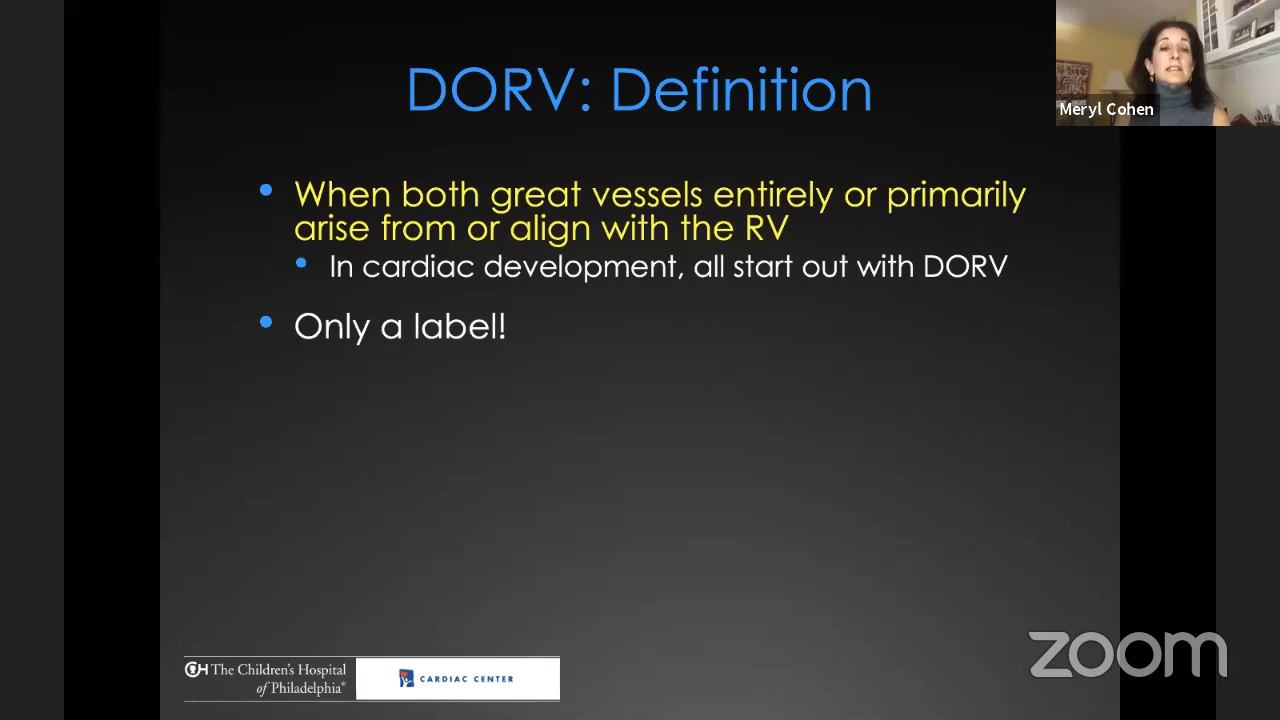 DORV: Definition
Meryl Cohen
When both great vessels entirely or primarily
arise from or align with the RV
In cardiac development, all start out with DORV
Only a label!
The Children's Hospital
of Philadelphia®
CARDIAC CENTER
zoom